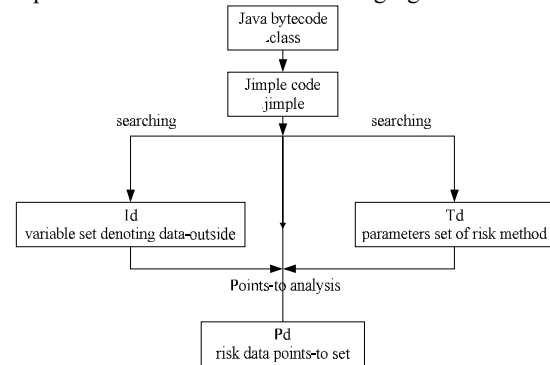 Java bytecode
.class
Jimple code
.jimple
searching
searching
Id
variable set denoting data-outside
Td
parameters set of risk method
Points-to analysis
Pd
risk data points-to set